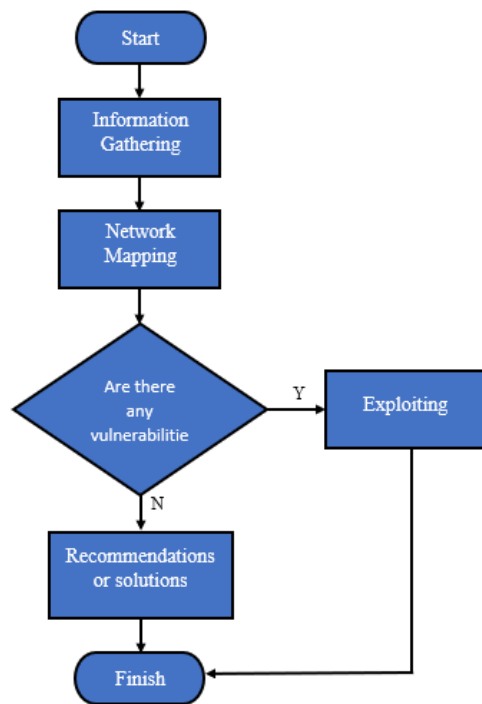 Start
Information
Gathering
Network
Mapping
Are there
any
vulnerabilitie
Y
Exploiting
N
Recommendations
or solutions
Finish